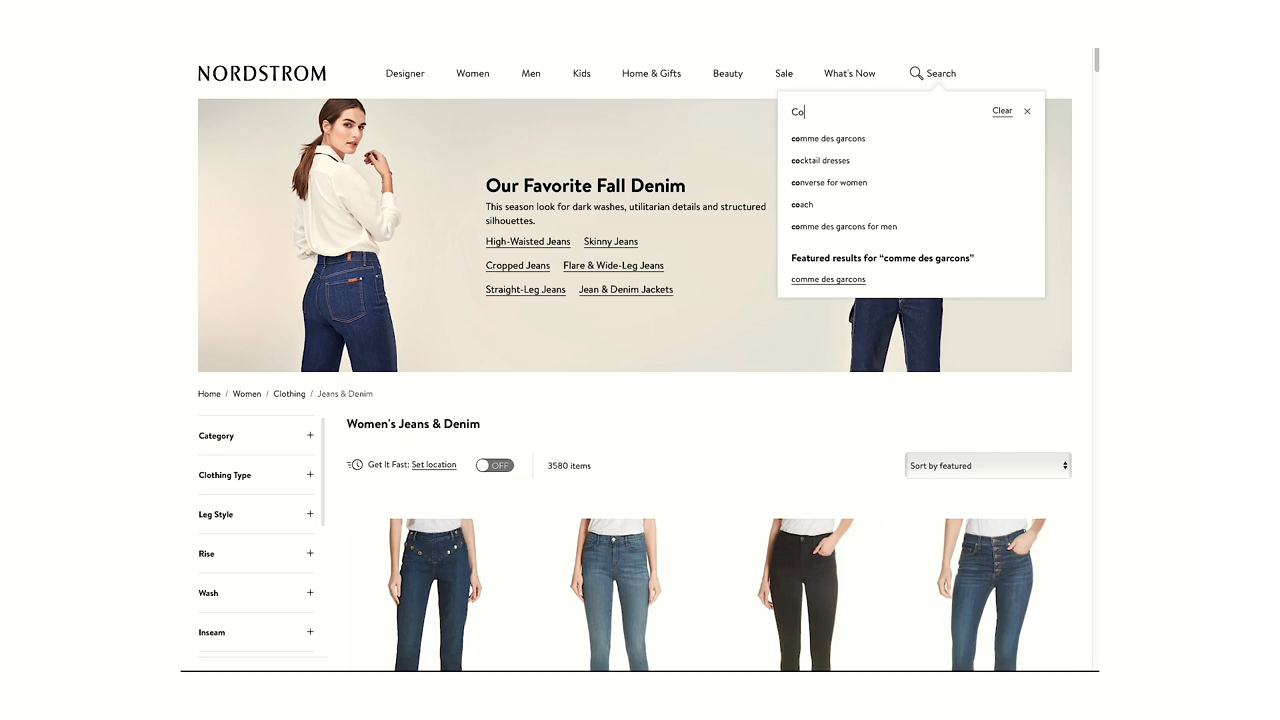 NORDSTROM
Designer
Women
Men
Kids
Home & Gifts
Beauty
Sale
What's Now
Search
Co
Clear
comme des garcons
cocktail dresses
converse for women
coach
comme des garcons for men
Featured results for “comme des garcons”
comme des garcons
Our Favorite Fall Denim
This season look for dark washes, utilitarian details and structured
silhouettes.
High-Waisted Jeans Skinny Jeans
Cropped Jeans Flare & Wide-Leg Jeans
Straight-Leg Jeans Jean & Denim Jackets
Home / Women / Clothing / Jeans & Denim
Category
Clothing Type
Leg Style
Rise
Wash
Inseam
Women's Jeans & Denim
Get It Fast: Set location
OFF
3580 items
Sort by featured